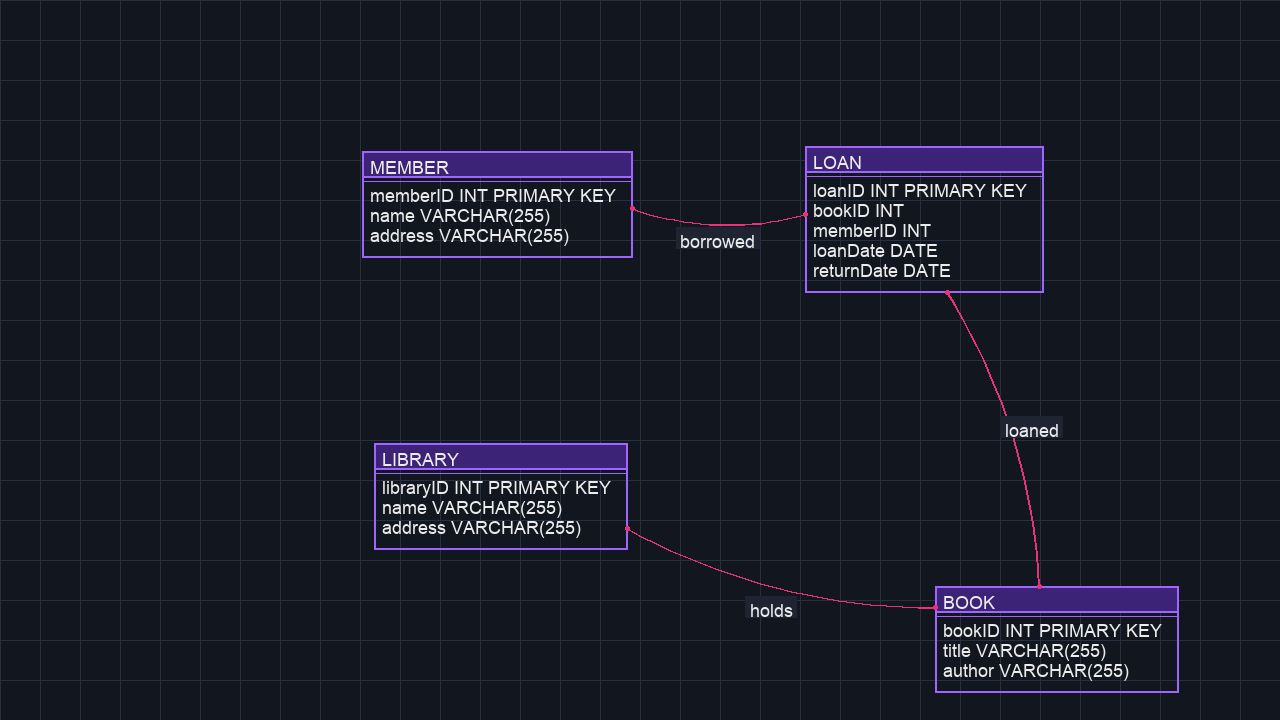 MEMBER
memberID INT PRIMARY KEY
name VARCHAR(255)
address VARCHAR(255)
borrowed
LOAN
loanID INT PRIMARY KEY
bookID INT
memberID INT
loanDate DATE
returnDate DATE
loaned
LIBRARY
libraryID INT PRIMARY KEY
name VARCHAR(255)
address VARCHAR(255)
holds
BOOK
bookID INT PRIMARY KEY
title VARCHAR(255)
author VARCHAR(255)